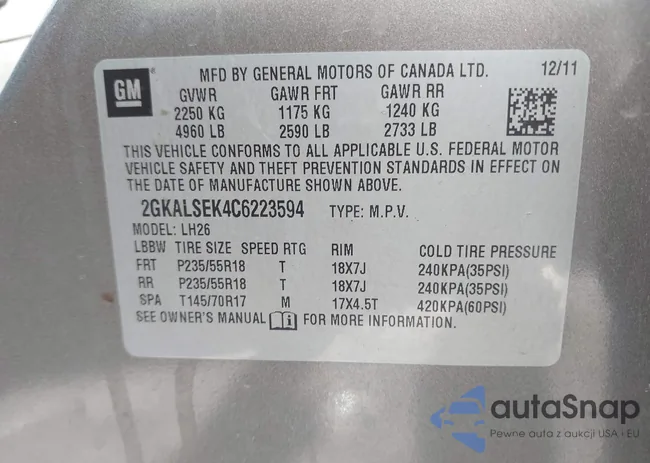 GM
MFD BY GENERAL MOTORS OF CANADA LTD. 12/11
GVWR GAWR FRT GAWR RR
2250 KG 1175 KG 1240 KG
4960 LB 2590 LB 2733 LB
THIS VEHICLE CONFORMS TO ALL APPLICABLE U.S. FEDERAL MOTOR
VEHICLE SAFETY AND THEFT PREVENTION STANDARDS IN EFFECT ON
THE DATE OF MANUFACTURE SHOWN ABOVE.
2GKALSEK4C6223594 TYPE: M.P.V.
MODEL: LH26
LBBW TIRE SIZE SPEED RTG RIM COLD TIRE PRESSURE
FRT P235/55R18 T 18X7J 240KPA(35PSI)
RR P235/55R18 T 18X7J 240KPA(35PSI)
SPA T145/70R17 M 17X4.5T 420KPA(60PSI)
SEE OWNER'S MANUAL i FOR MORE INFORMATION.
autaSnap
Pewne auta z aukcji USA i EU